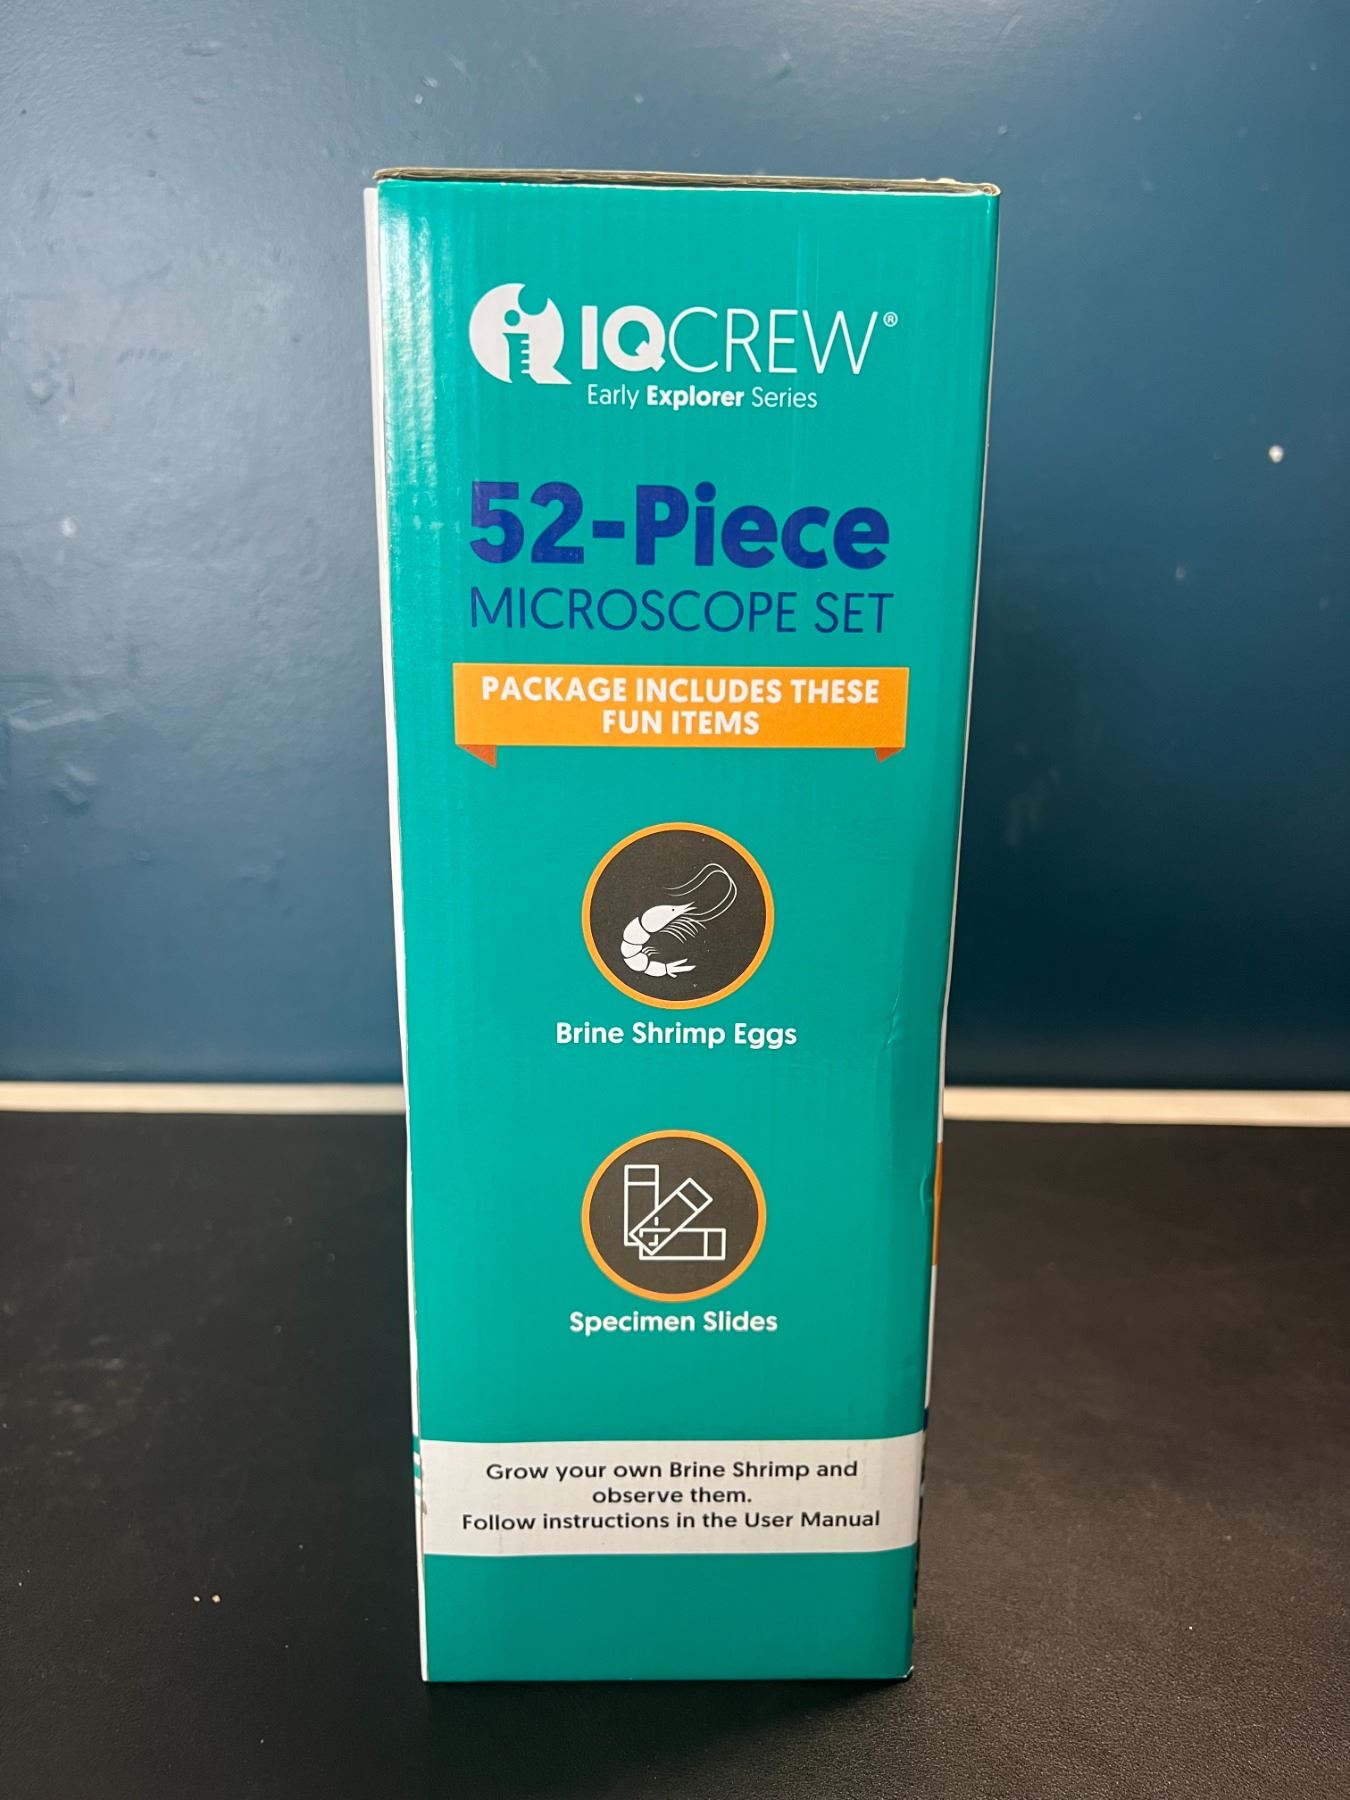 IQCREW®
Early Explorer Series
52-Piece
MICROSCOPE SET
PACKAGE INCLUDES THESE
FUN ITEMS
Brine Shrimp Eggs
Specimen Slides
Grow your own Brine Shrimp and
observe them.
Follow instructions in the User Manual